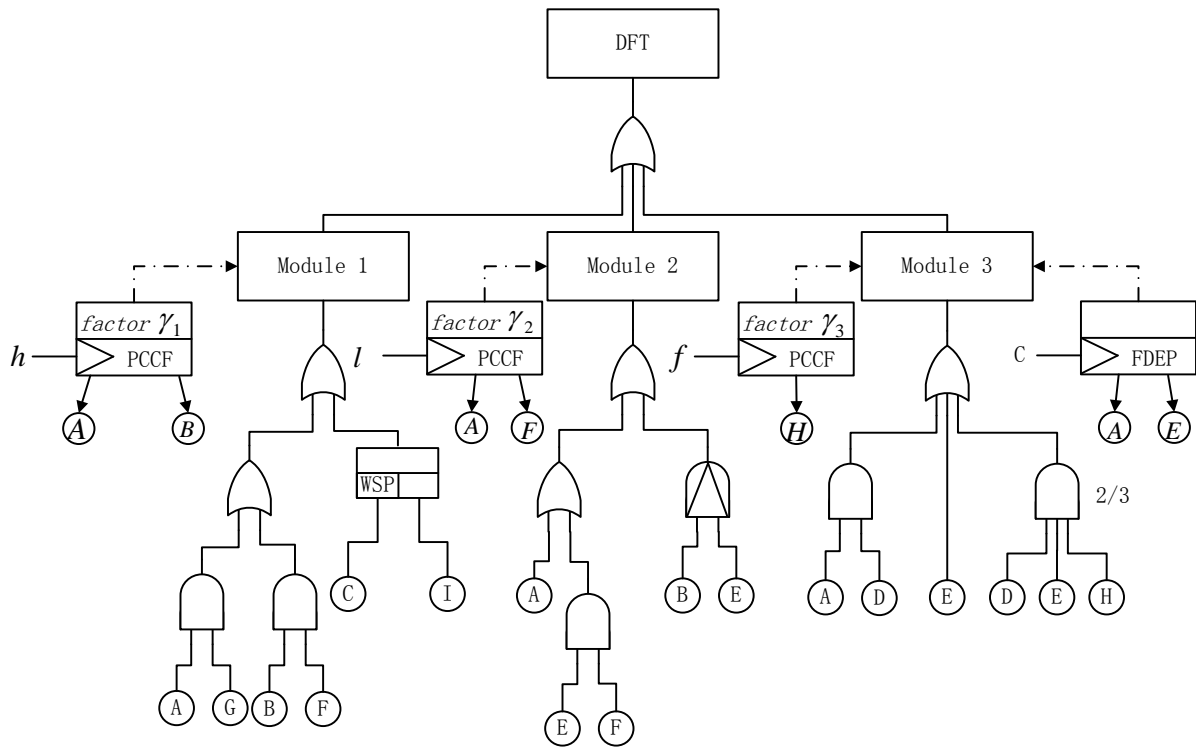 DFT
Module 1
Module 2
Module 3
factor γ₁
factor γ₂
factor γ₃
h
PCCF
l
PCCF
f
PCCF
C
FDEP
A
B
A
F
H
A
E
WSP
2/3
C
I
A
B
E
A
D
E
D
E
H
A
G
B
F
E
F